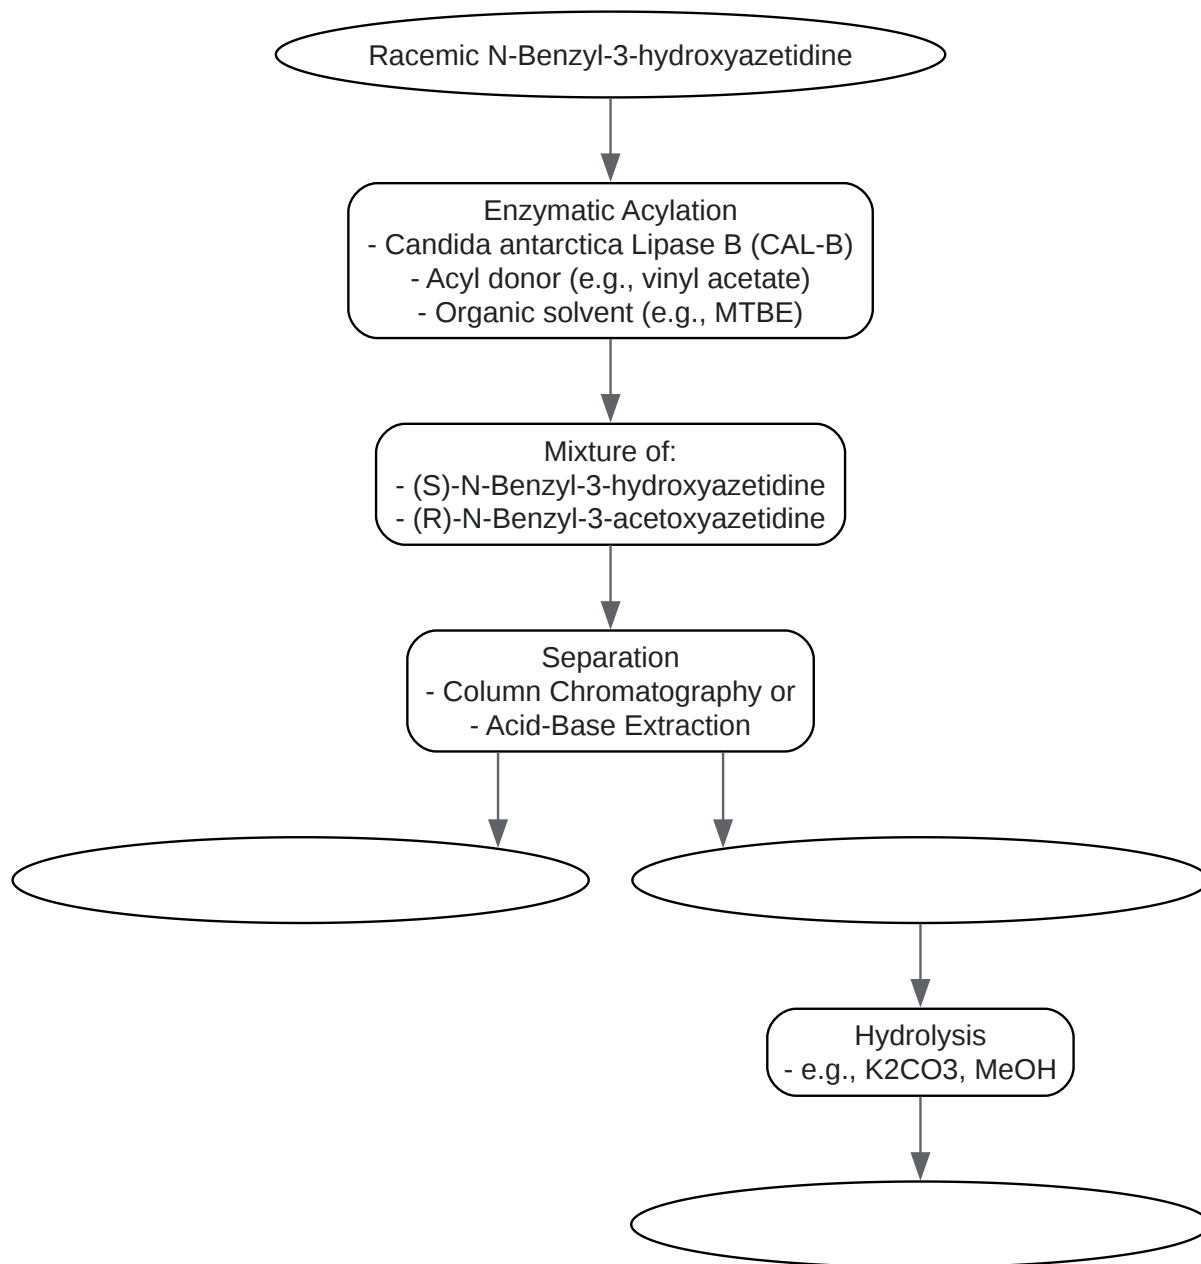 Racemic N-Benzyl-3-hydroxyazetidine
Enzymatic Acylation
- Candida antarctica Lipase B (CAL-B)
- Acyl donor (e.g., vinyl acetate)
- Organic solvent (e.g., MTBE)
Mixture of:
- (S)-N-Benzyl-3-hydroxyazetidine
- (R)-N-Benzyl-3-acetoxyazetidine
Separation
- Column Chromatography or
- Acid-Base Extraction
Hydrolysis
- e.g., K2CO3, MeOH